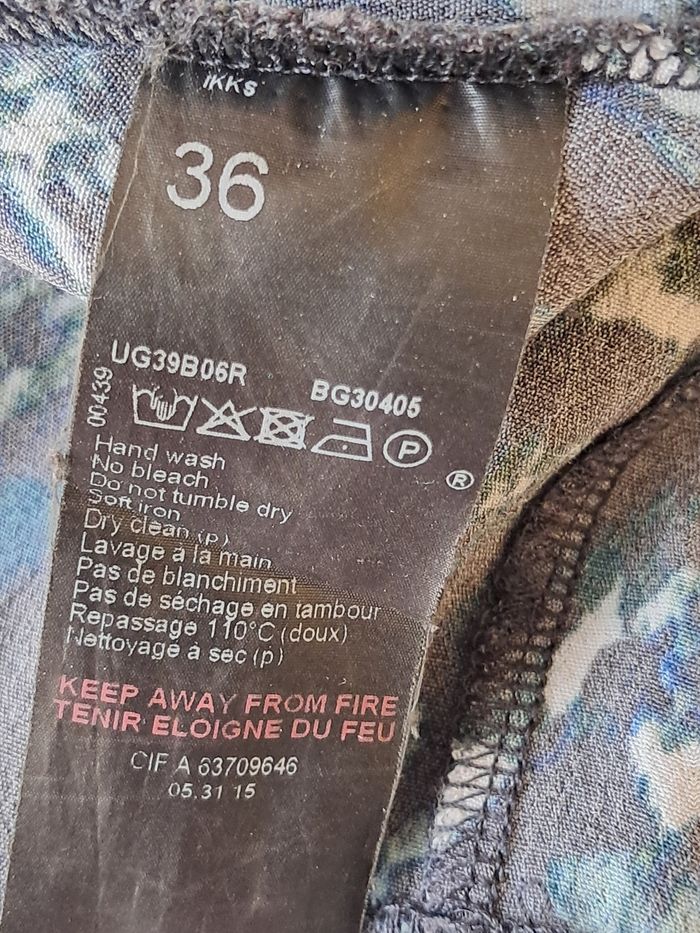 IKKS
36
UG39B06R BG30405
00439
P
®
Hand wash
No bleach
Do not tumble dry
Soft iron
Dry clean (p)
Lavage à la main
Pas de blanchiment
Pas de séchage en tambour
Repassage 110°C (doux)
Nettoyage à sec (p)
KEEP AWAY FROM FIRE
TENIR ELOIGNE DU FEU
CIF A 63709646
05.31 15